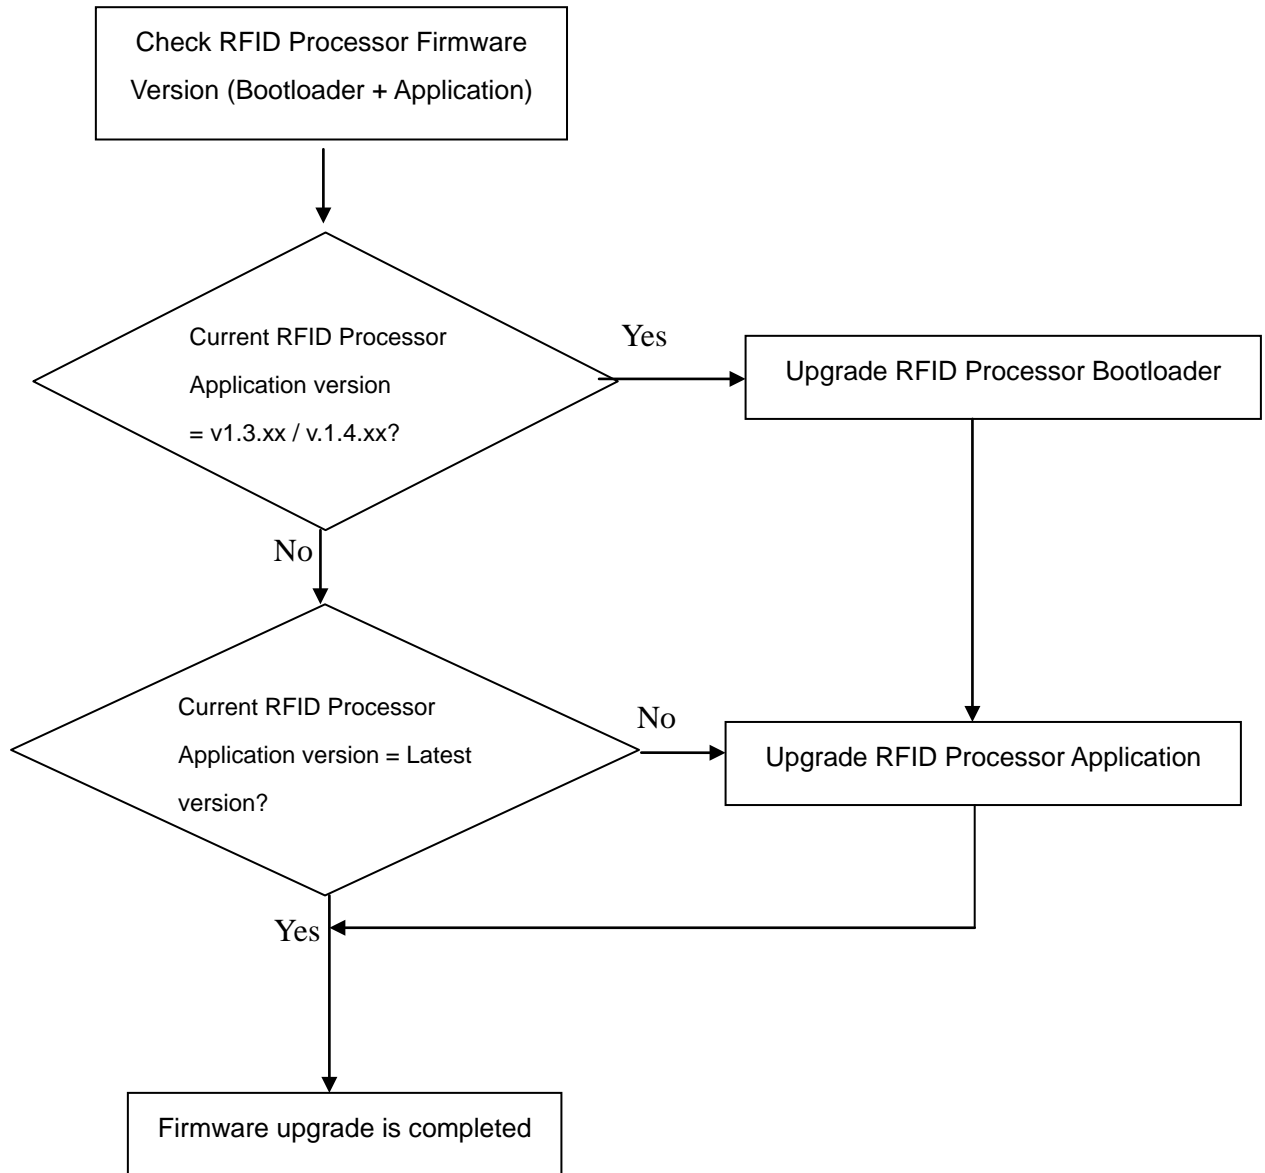 Check RFID Processor Firmware
Version (Bootloader + Application)
Current RFID Processor
Application version
= v1.3.xx / v.1.4.xx?
Yes
Upgrade RFID Processor Bootloader
No
Current RFID Processor
Application version = Latest
version?
No
Upgrade RFID Processor Application
Yes
Firmware upgrade is completed